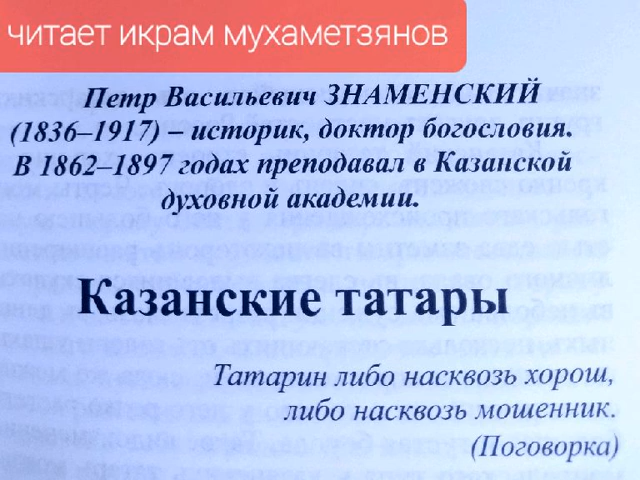 читает икрам мухаметзянов
Петр Васильевич ЗНАМЕНСКИЙ
(1836–1917) – историк, доктор богословия.
В 1862–1897 годах преподавал в Казанской
духовной академии.
Казанские татары
Татарин либо насквозь хорош,
либо насквозь мошенник.
(Поговорка)